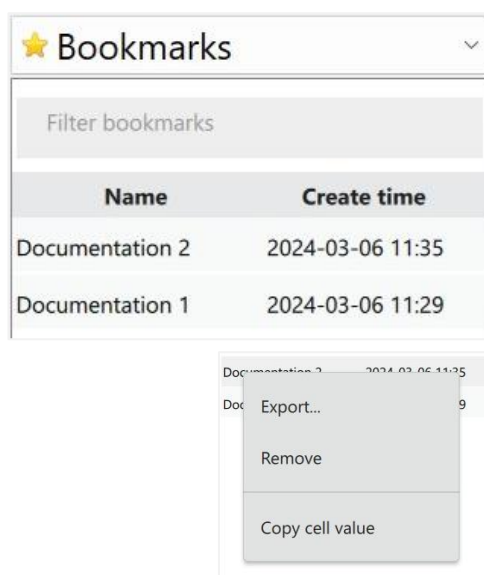 Bookmarks
Filter bookmarks
Name Create time
Documentation 2 2024-03-06 11:35
Documentation 1 2024-03-06 11:29
Export...
Remove
Copy cell value